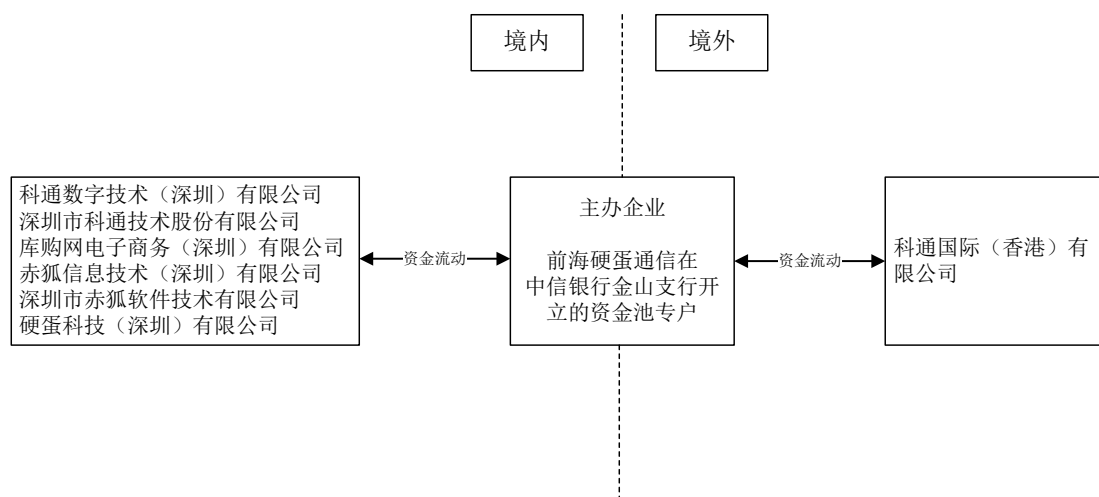 境内
境外
科通数字技术（深圳）有限公司
深圳市科通技术股份有限公司
库购网电子商务（深圳）有限公司
赤狐信息技术（深圳）有限公司
深圳市赤狐软件技术有限公司
硬蛋科技（深圳）有限公司
资金流动
主办企业
前海硬蛋通信在
中信银行金山支行开
立的资金池专户
资金流动
科通国际（香港）有
限公司